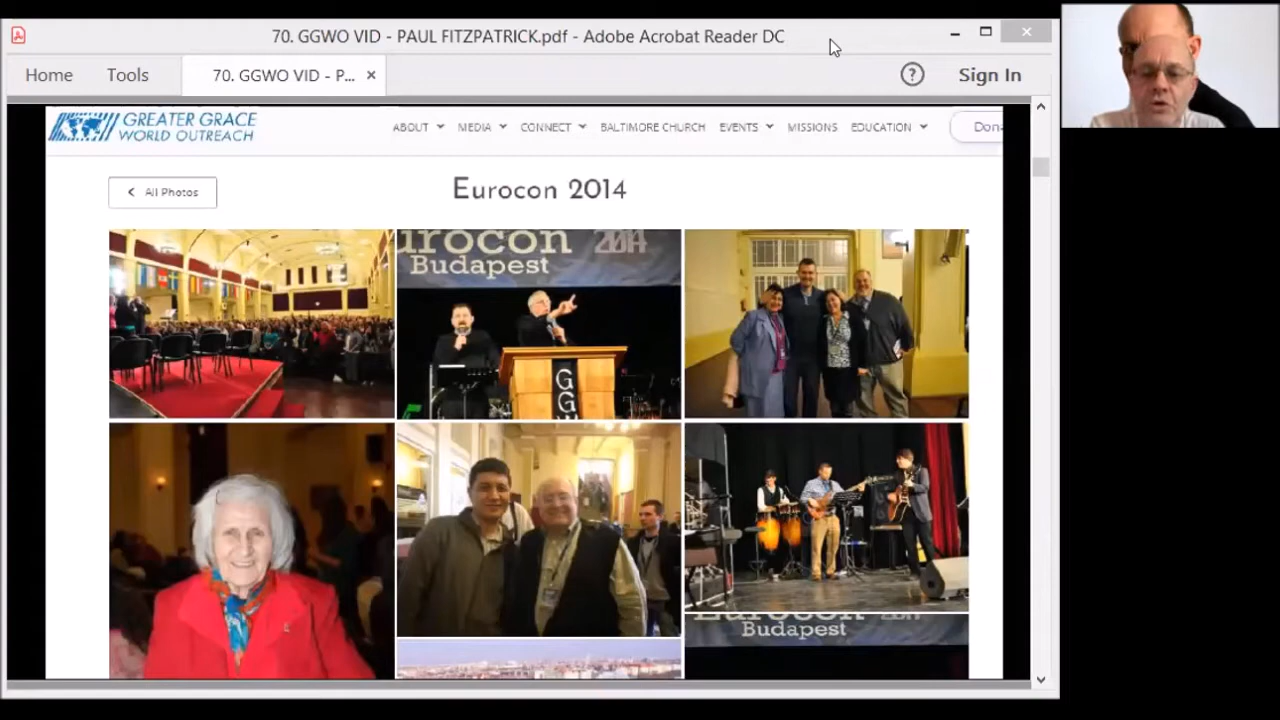 70. GGWO VID - PAUL FITZPATRICK.pdf - Adobe Acrobat Reader DC
Home Tools 70. GGWO VID - P... × ? Sign In
GREATER GRACE
WORLD OUTREACH
ABOUT MEDIA CONNECT BALTIMORE CHURCH EVENTS MISSIONS EDUCATION Don
< All Photos
Eurocon 2014
urocon 2014
Budapest
GG
Eurocon 2014
Budapest